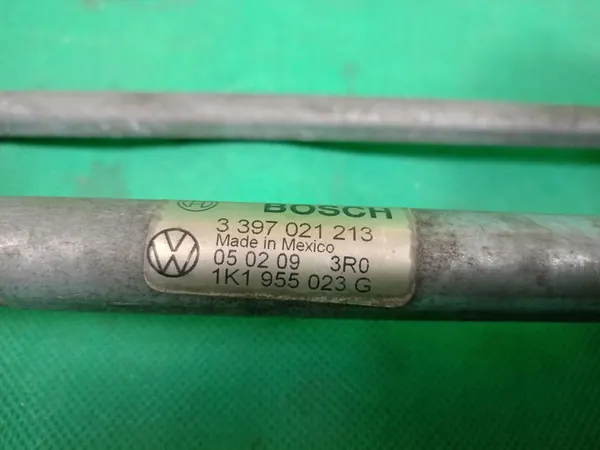 BOSCH
3 397 021 213
Made in Mexico
05 02 09 3R0
1K1 955 023 G